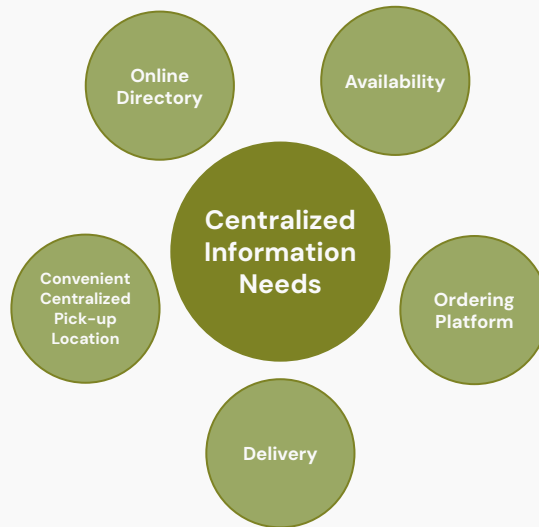 Online
Directory
Availability
Centralized
Information
Needs
Convenient
Centralized
Pick-up
Location
Ordering
Platform
Delivery